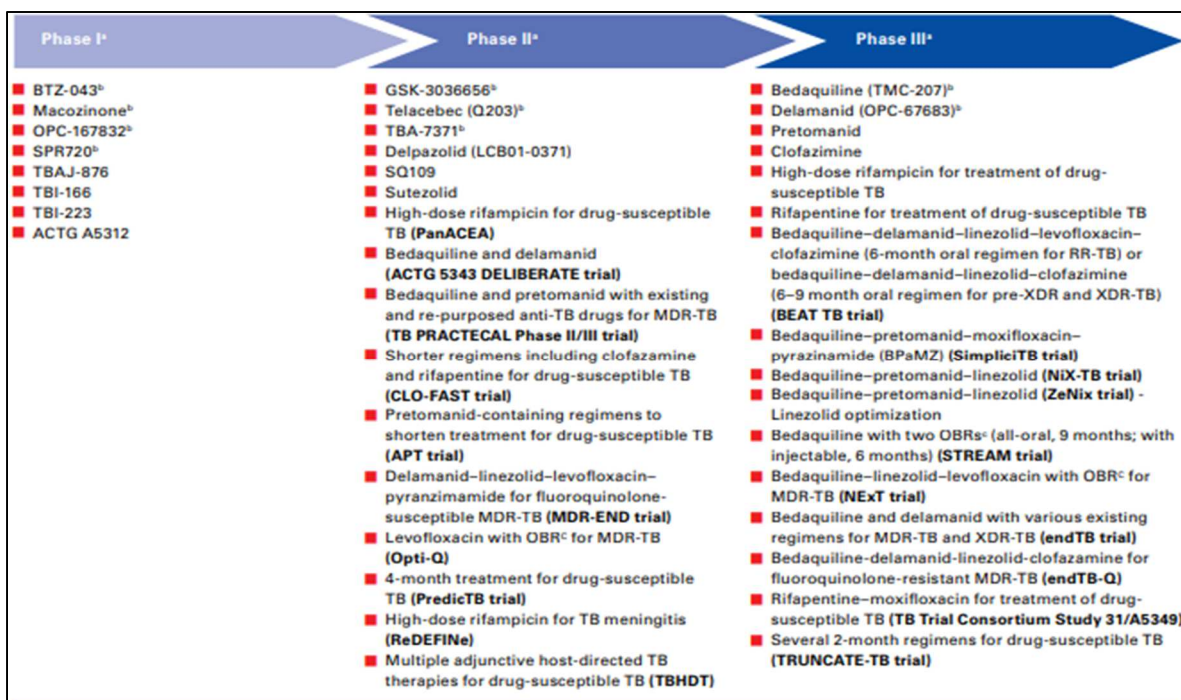 Phase Iᵃ
BTZ-043ᵇ
Macozinoneᵇ
OPC-167832ᵇ
SPR720ᵇ
TBAJ-876
TBI-166
TBI-223
ACTG A5312
Phase IIᵃ
GSK-3036656ᵇ
Telacebec (Q203)ᵇ
TBA-7371ᵇ
Delpazolid (LCB01-0371)
SQ109
Sutezolid
High-dose rifampicin for drug-susceptible
TB (PanACEA)
Bedaquiline and delamanid
(ACTG 5343 DELIBERATE trial)
Bedaquiline and pretomanid with existing
and re-purposed anti-TB drugs for MDR-TB
(TB PRACTECAL Phase II/III trial)
Shorter regimens including clofazamine
and rifapentine for drug-susceptible TB
(CLO-FAST trial)
Pretomanid-containing regimens to
shorten treatment for drug-susceptible TB
(APT trial)
Delamanid–linezolid–levofloxacin–
pyranzimamide for fluoroquinolone-
susceptible MDR-TB (MDR-END trial)
Levofloxacin with OBRᶜ for MDR-TB
(Opti-Q)
4-month treatment for drug-susceptible
TB (PredicTB trial)
High-dose rifampicin for TB meningitis
(ReDEFINe)
Multiple adjunctive host-directed TB
therapies for drug-susceptible TB (TBHDT)
Phase IIIᵃ
Bedaquiline (TMC-207)ᵇ
Delamanid (OPC-67683)ᵇ
Pretomanid
Clofazimine
High-dose rifampicin for treatment of drug-
susceptible TB
Rifapentine for treatment of drug-susceptible TB
Bedaquiline–delamanid–linezolid–levofloxacin–
clofazimine (6-month oral regimen for RR-TB) or
bedaquiline–delamanid–linezolid–clofazimine
(6–9 month oral regimen for pre-XDR and XDR-TB)
(BEAT TB trial)
Bedaquiline–pretomanid–moxifloxacin–
pyrazinamide (BPaMZ) (SimpliciTB trial)
Bedaquiline–pretomanid–linezolid (NiX-TB trial)
Bedaquiline–pretomanid–linezolid (ZeNix trial) -
Linezolid optimization
Bedaquiline with two OBRsᶜ (all-oral, 9 months; with
injectable, 6 months) (STREAM trial)
Bedaquiline–linezolid–levofloxacin with OBRᶜ for
MDR-TB (NExT trial)
Bedaquiline and delamanid with various existing
regimens for MDR-TB and XDR-TB (endTB trial)
Bedaquiline-delamanid-linezolid-clofazamine for
fluoroquinolone-resistant MDR-TB (endTB-Q)
Rifapentine–moxifloxacin for treatment of drug-
susceptible TB (TB Trial Consortium Study 31/A5349)
Several 2-month regimens for drug-susceptible TB
(TRUNCATE-TB trial)